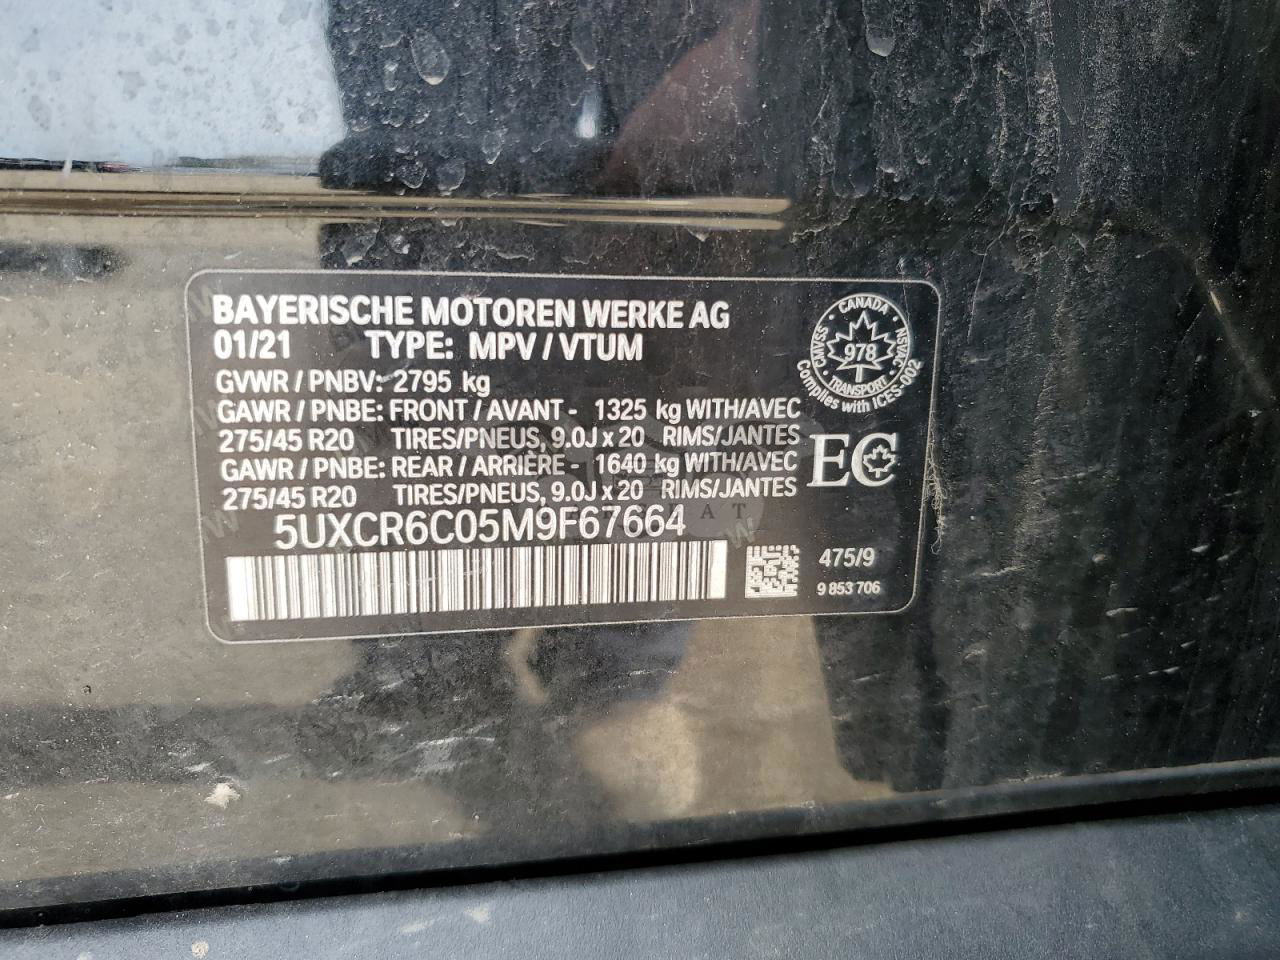 BAYERISCHE MOTOREN WERKE AG
01/21 TYPE: MPV / VTUM
GVWR / PNBV: 2795 kg
GAWR / PNBE: FRONT / AVANT - 1325 kg WITH/AVEC
275/45 R20 TIRES/PNEUS, 9.0J x 20 RIMS/JANTES
GAWR / PNBE: REAR / ARRIÈRE - 1640 kg WITH/AVEC
275/45 R20 TIRES/PNEUS, 9.0J x 20 RIMS/JANTES
5UXCR6C05M9F67664
CANADA
CMVSS
NSVAC
978
TRANSPORT
Complies with ICES-002
EC
475/9
9 853 706